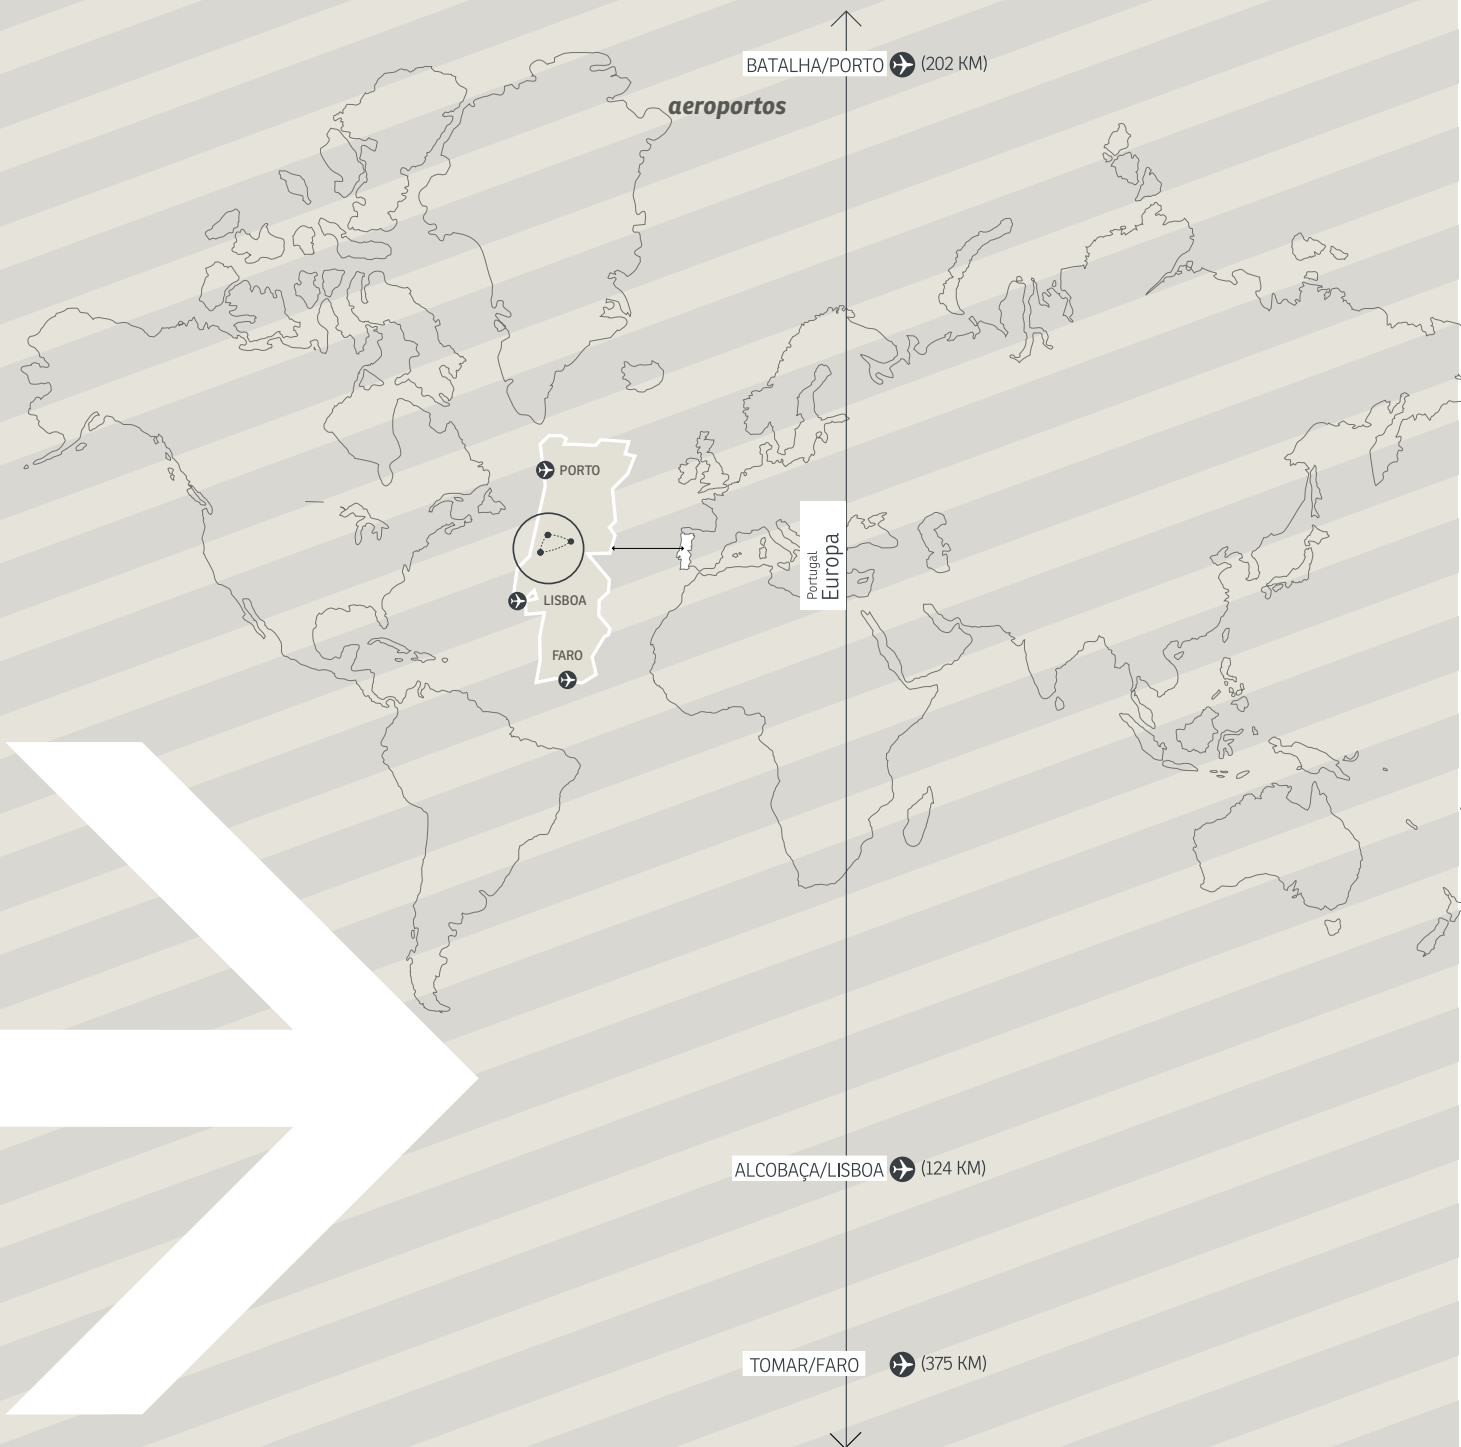 BATALHA/PORTO (202 KM)
aeroportos
PORTO
Portugal
Europa
LISBOA
FARO
ALCOBAÇA/LISBOA (124 KM)
TOMAR/FARO (375 KM)